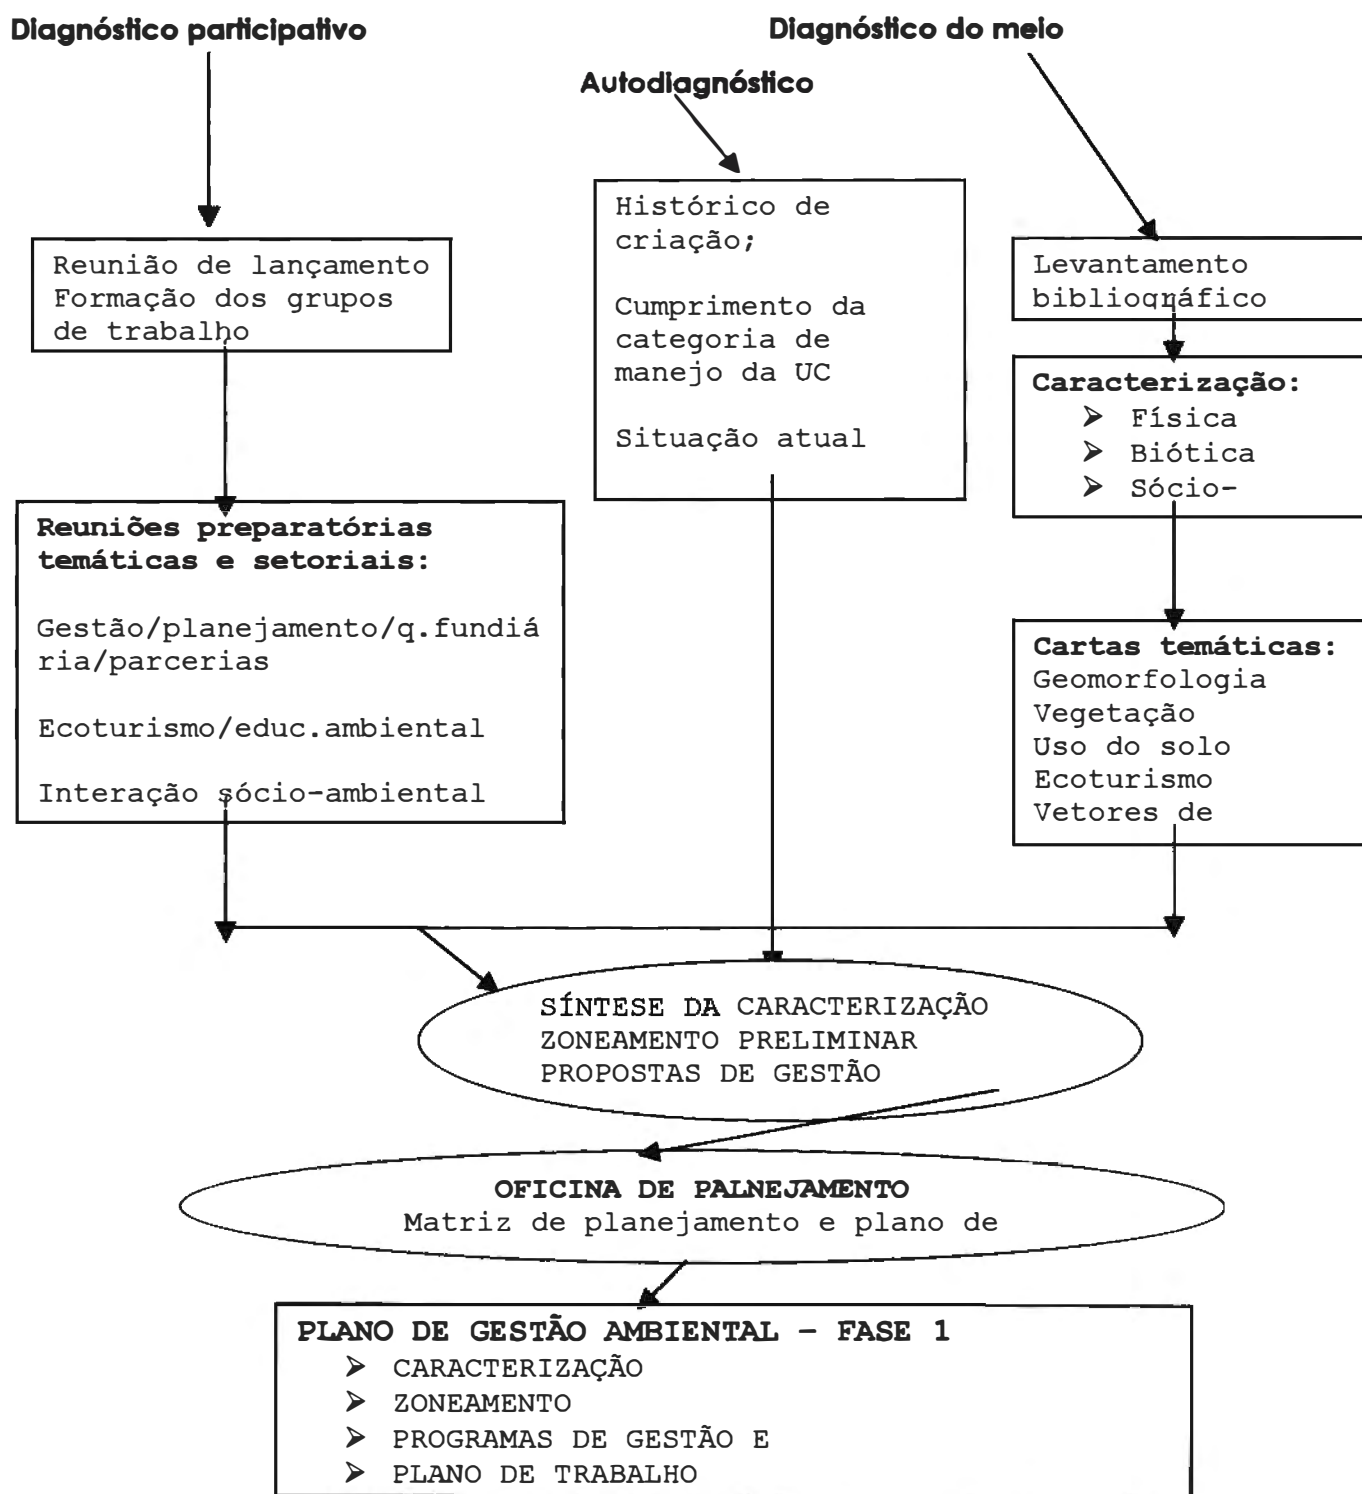 Diagnóstico participativo
Diagnóstico do meio
Autodiagnóstico
Reunião de lançamento
Formação dos grupos
de trabalho
Histórico de
criação;
Cumprimento da
categoria de
manejo da UC
Situação atual
Levantamento
bibliográfico
Caracterização:
➢ Física
➢ Biótica
➢ Sócio-
Reuniões preparatórias
temáticas e setoriais:
Gestão/planejamento/q.fundiá
ria/parcerias
Ecoturismo/educ.ambiental
Interação sócio-ambiental
Cartas temáticas:
Geomorfologia
Vegetação
Uso do solo
Ecoturismo
Vetores de
SÍNTESE DA CARACTERIZAÇÃO
ZONEAMENTO PRELIMINAR
PROPOSTAS DE GESTÃO
OFICINA DE PALNEJAMENTO
Matriz de planejamento e plano de
PLANO DE GESTÃO AMBIENTAL – FASE 1
➢ CARACTERIZAÇÃO
➢ ZONEAMENTO
➢ PROGRAMAS DE GESTÃO E
➢ PLANO DE TRABALHO